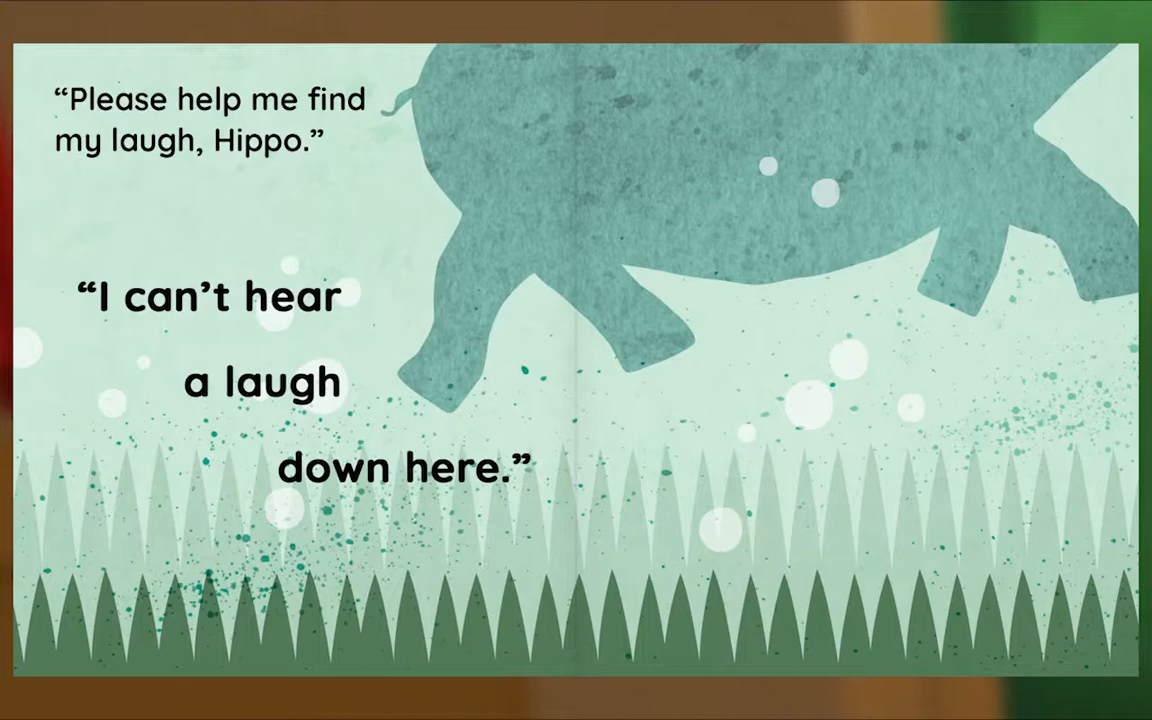 “Please help me find
my laugh, Hippo.”
“I can’t hear
a laugh
down here.”